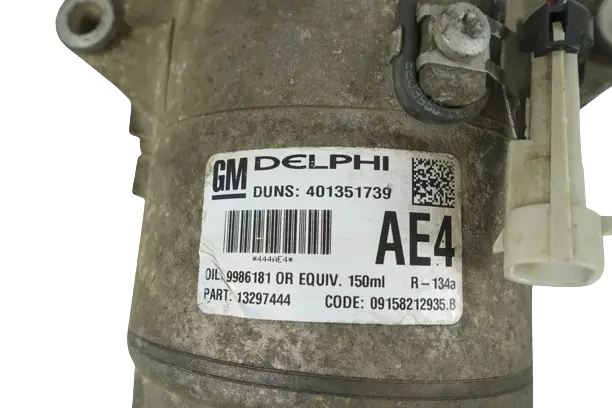 GM DELPHI
DUNS: 401351739
*444AE4*
AE4
OIL: 9986181 OR EQUIV. 150ml R-134a
PART: 13297444 CODE: 09158212935.B